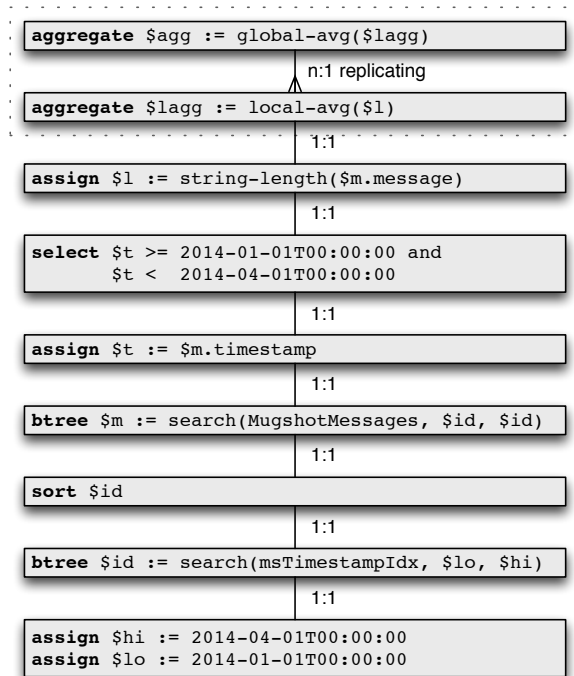 aggregate $agg := global-avg($lagg)
n:1 replicating
aggregate $lagg := local-avg($l)
1:1
assign $l := string-length($m.message)
1:1
select $t >= 2014-01-01T00:00:00 and
$t < 2014-04-01T00:00:00
1:1
assign $t := $m.timestamp
1:1
btree $m := search(MugshotMessages, $id, $id)
1:1
sort $id
1:1
btree $id := search(msTimestampIdx, $lo, $hi)
1:1
assign $hi := 2014-04-01T00:00:00
assign $lo := 2014-01-01T00:00:00